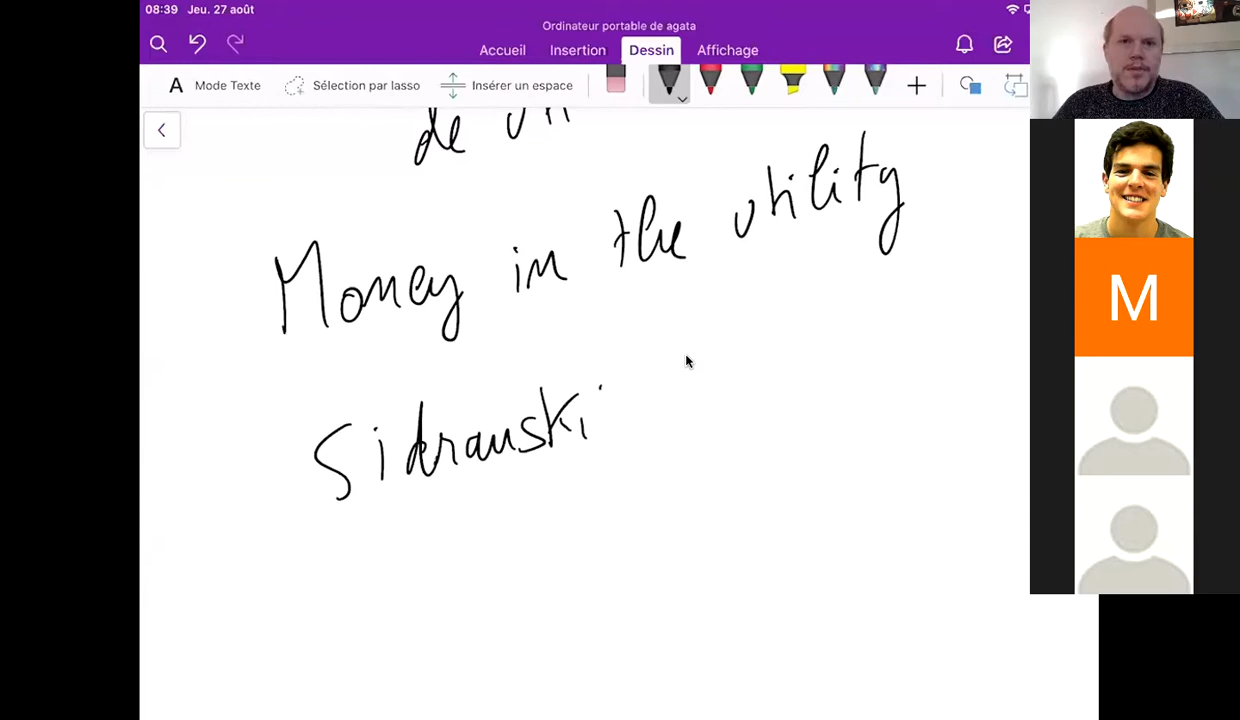 08:39 Jeu. 27 août
Ordinateur portable de agata
Accueil Insertion Dessin Affichage
A Mode Texte Sélection par lasso Insérer un espace
de
Money in the utility
Sidrauski
M